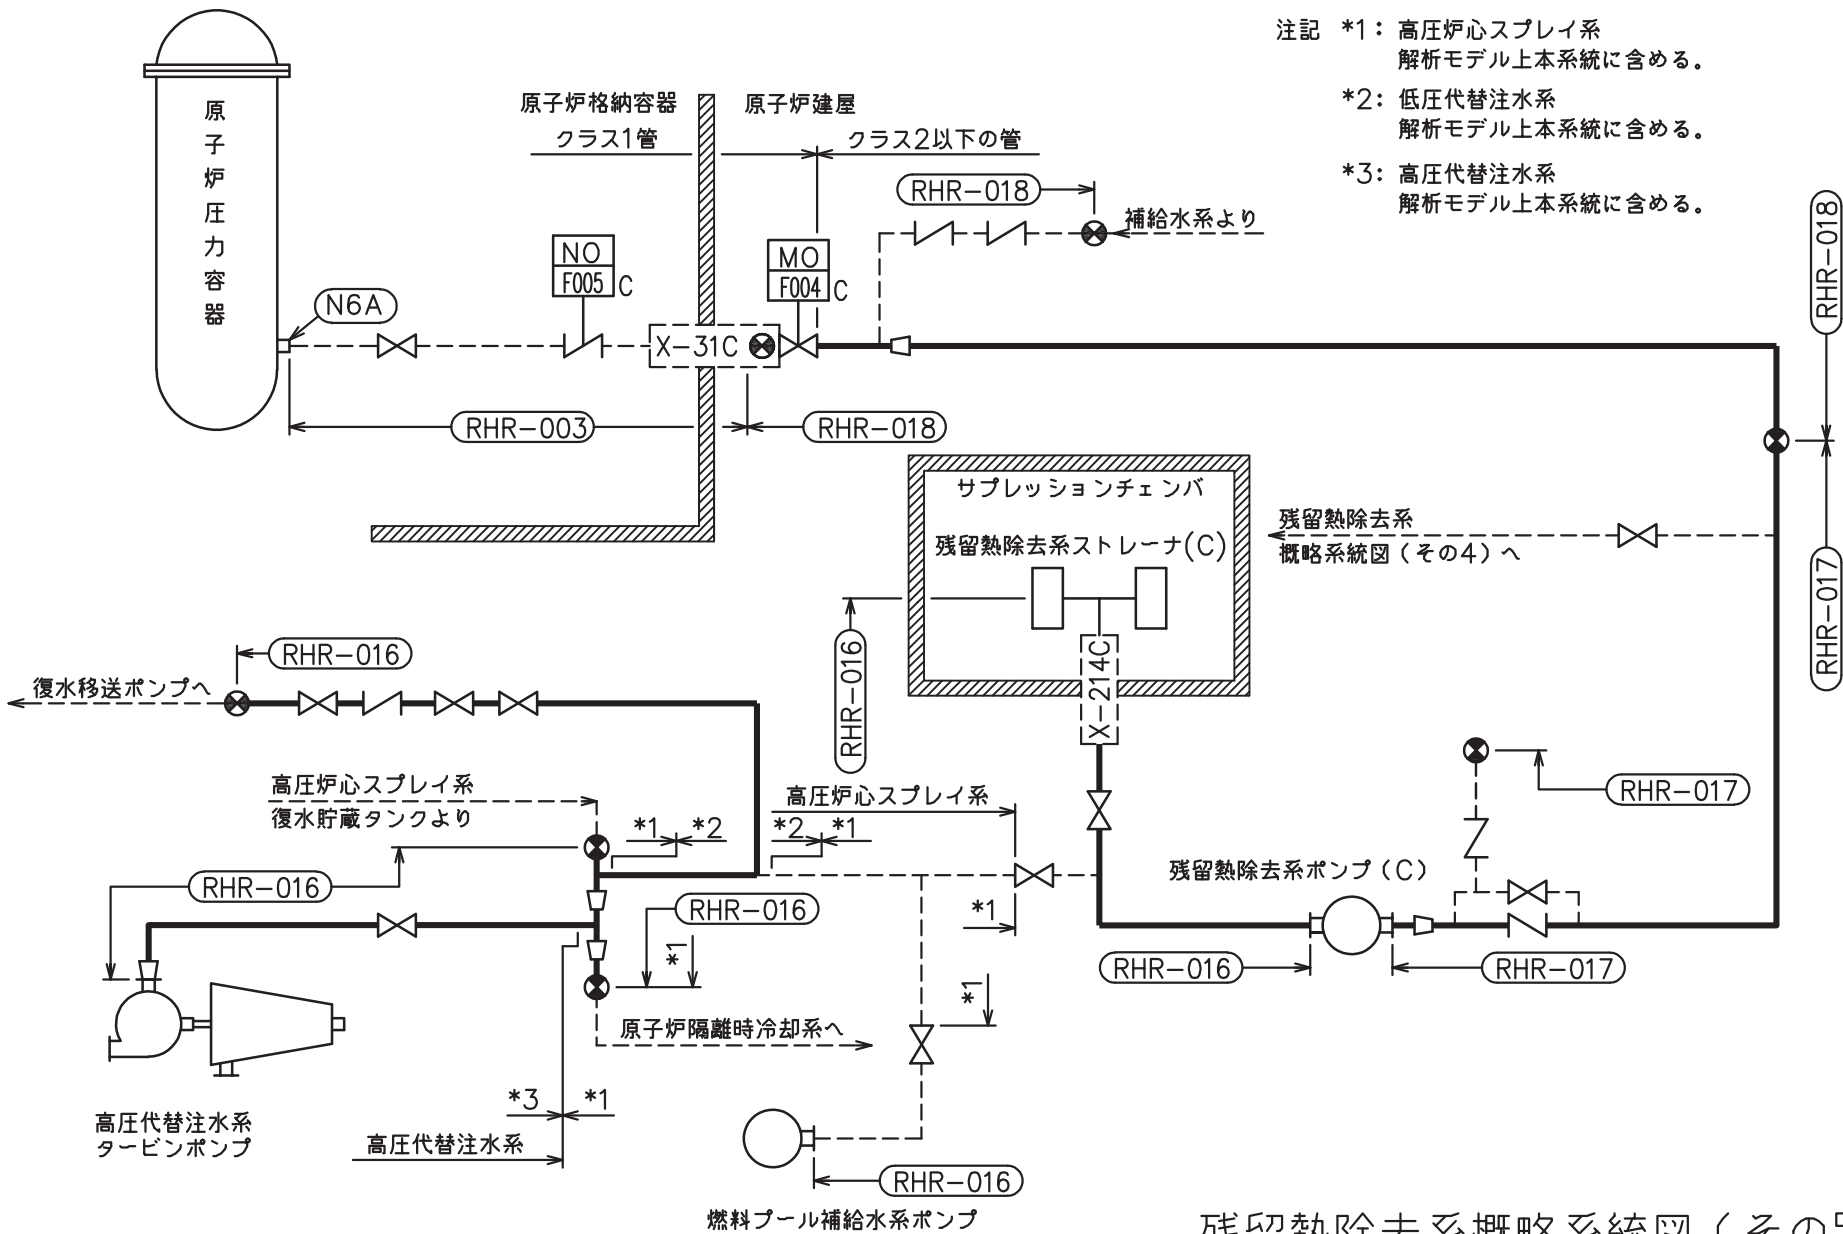 注記 *1: 高圧炉心スプレイ系
解析モデル上本系統に含める。
*2: 低圧代替注水系
解析モデル上本系統に含める。
*3: 高圧代替注水系
解析モデル上本系統に含める。
原子炉圧力容器
原子炉格納容器
原子炉建屋
クラス1管
クラス2以下の管
RHR-018
補給水系より
RHR-018
NO
F005 C
MO
F004 C
N6A
X-31C
RHR-003
RHR-018
サプレッションチェンバ
残留熱除去系ストレーナ(C)
残留熱除去系
概略系統図(その4)へ
RHR-017
RHR-016
X-214C
RHR-016
復水移送ポンプへ
RHR-017
高圧炉心スプレイ系
復水貯蔵タンクより
高圧炉心スプレイ系
*1 *2
*2 *1
RHR-016
RHR-016
*1
*1
残留熱除去系ポンプ(C)
RHR-016
RHR-017
*1
原子炉隔離時冷却系へ
*3 *1
高圧代替注水系
タービンポンプ
高圧代替注水系
RHR-016
燃料プール補給水系ポンプ
残留熱除去系概略系統図(その